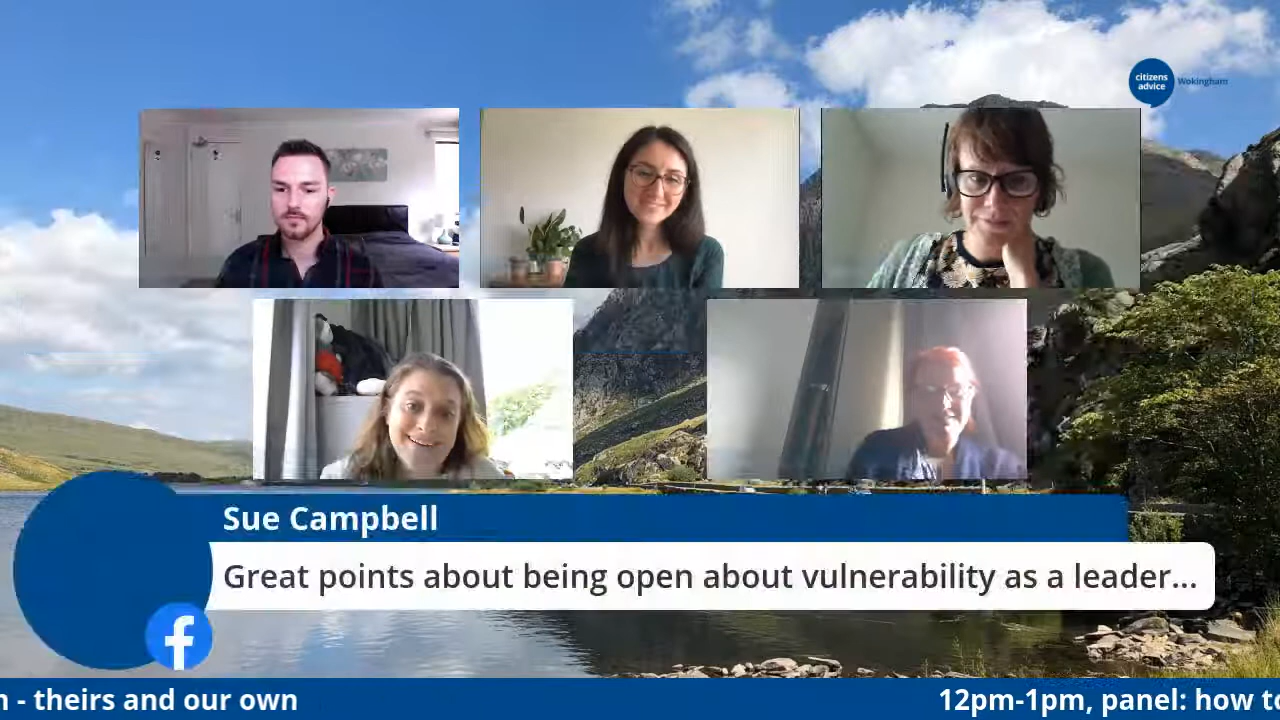 citizens
advice
Wokingham
Sue Campbell
Great points about being open about vulnerability as a leader...
- theirs and our own
12pm-1pm, panel: how